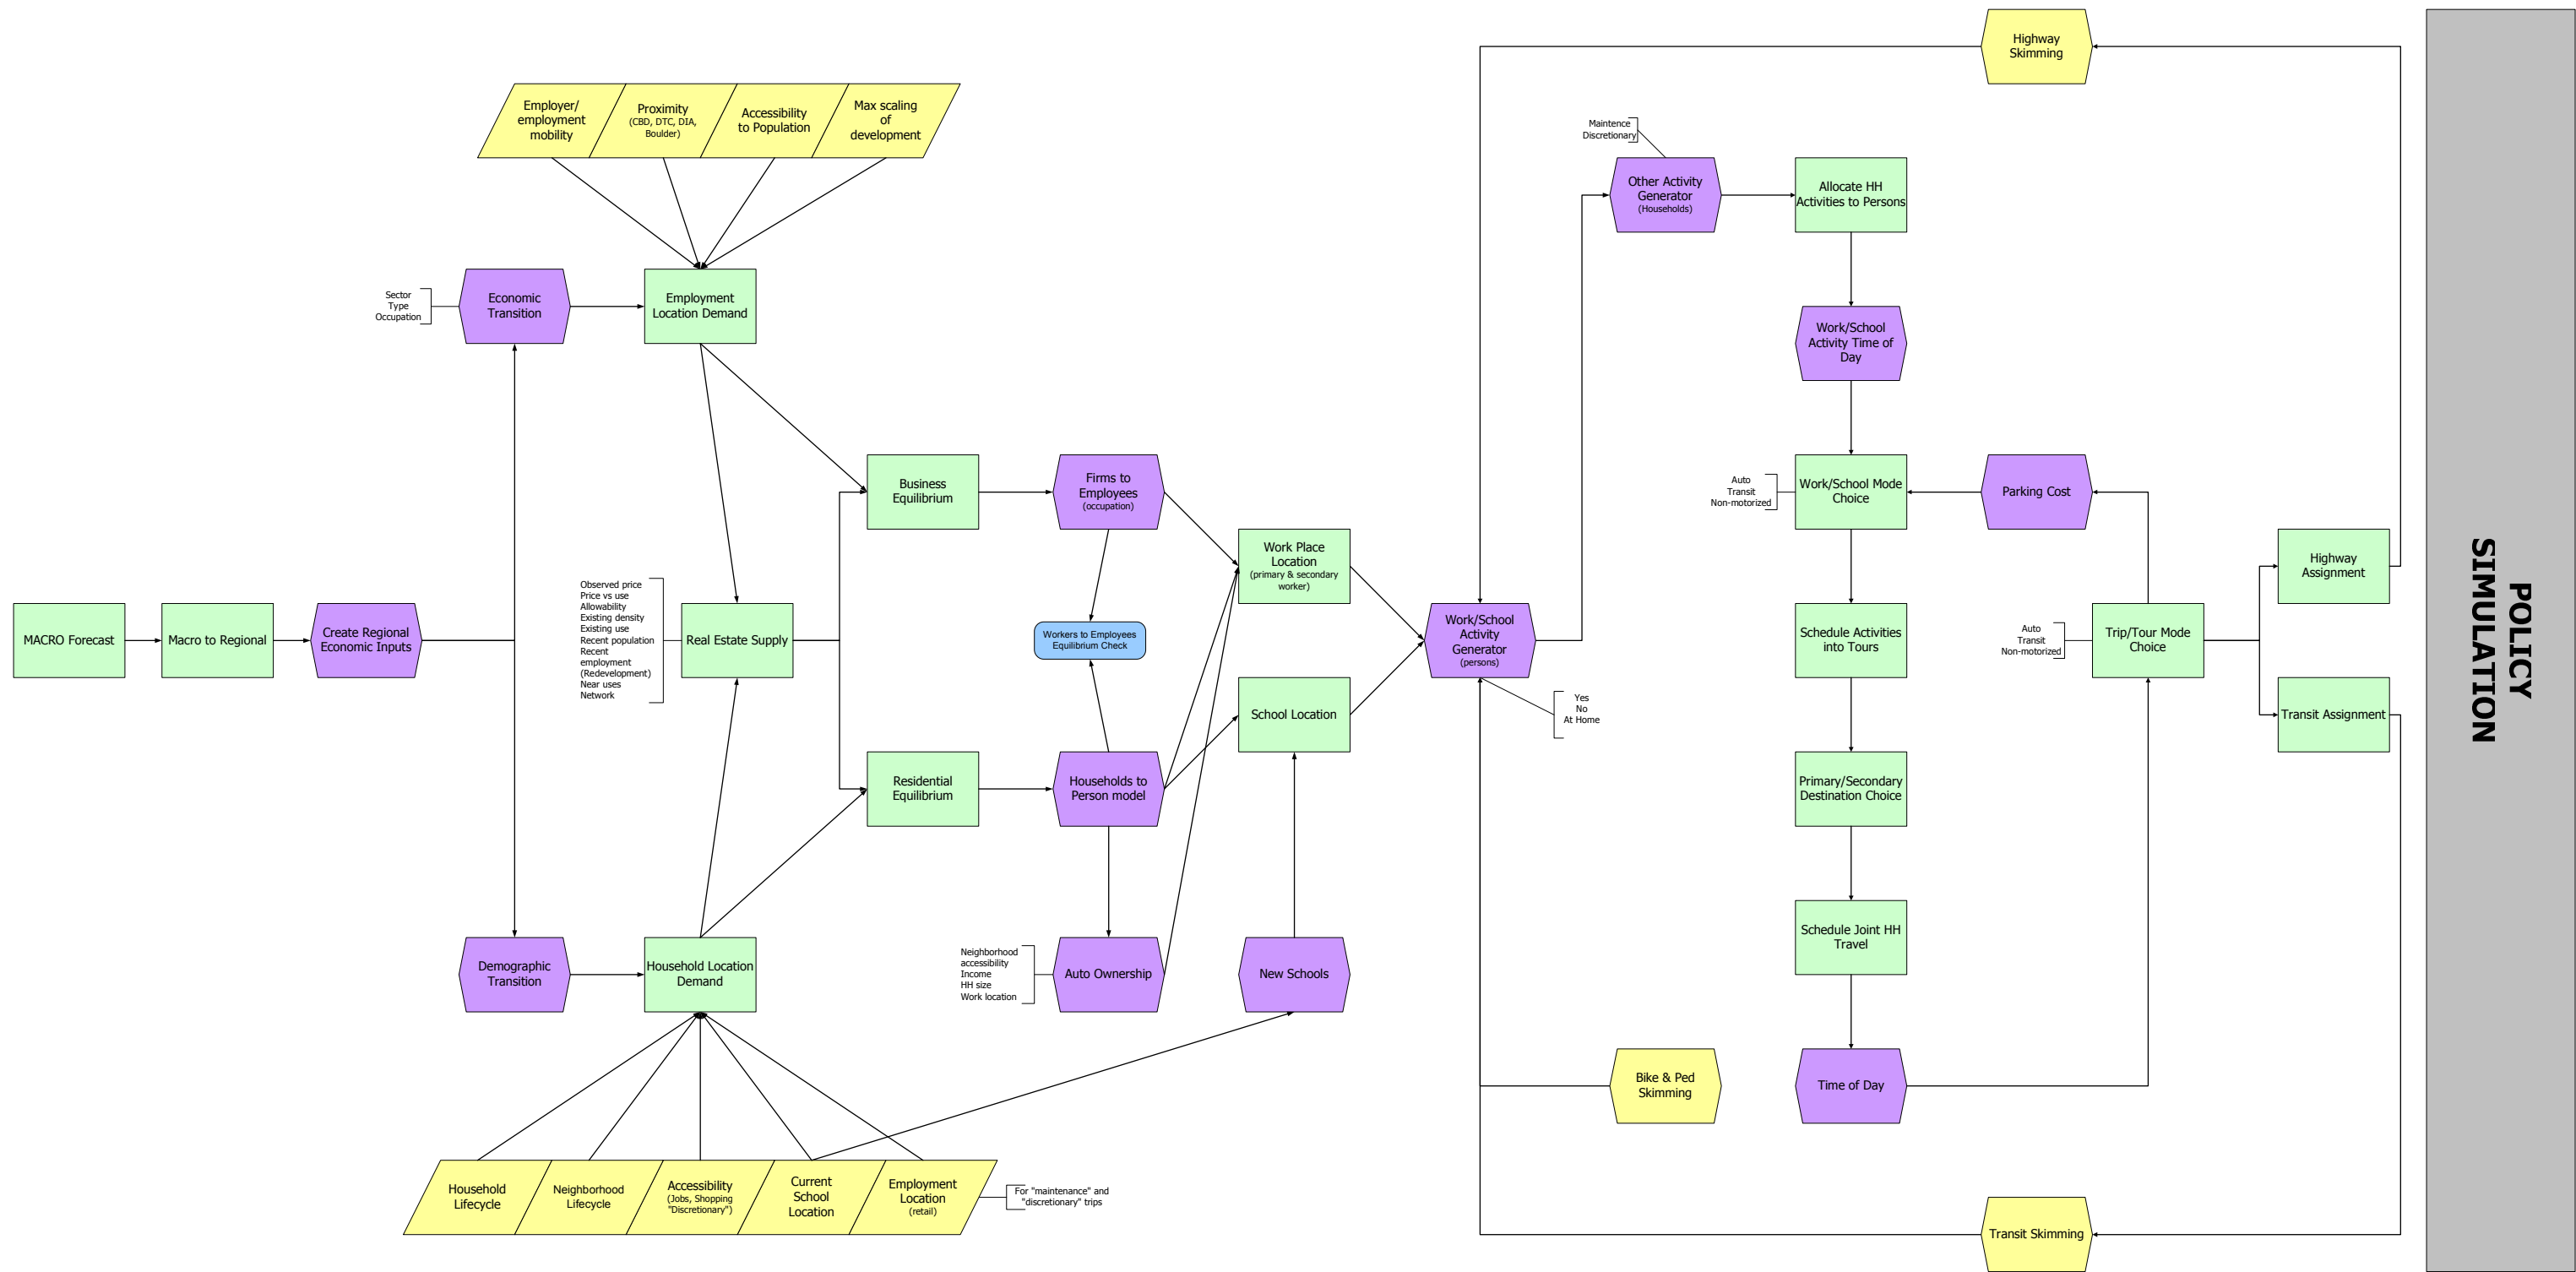 Highway
Skimming
Employer/
employment
mobility
Proximity
(CBD, DTC, DIA,
Boulder)
Accessibility
to Population
Max scaling
of
development
Maintence
Discretionary
Other Activity
Generator
(Households)
Allocate HH
Activities to Persons
Sector
Type
Occupation
Economic
Transition
Employment
Location Demand
Work/School
Activity Time of
Day
Business
Equilibrium
Firms to
Employees
(occupation)
Auto
Transit
Non-motorized
Work/School Mode
Choice
Parking Cost
Work Place
Location
(primary & secondary
worker)
Highway
Assignment
MACRO Forecast
Macro to Regional
Create Regional
Economic Inputs
Observed price
Price vs use
Allowability
Existing density
Existing use
Recent population
Recent
employment
(Redevelopment)
Near uses
Network
Real Estate Supply
Workers to Employees
Equilibrium Check
Work/School
Activity
Generator
(persons)
Schedule Activities
into Tours
Auto
Transit
Non-motorized
Trip/Tour Mode
Choice
POLICY
SIMULATION
School Location
Yes
No
At Home
Transit Assignment
Residential
Equilibrium
Households to
Person model
Primary/Secondary
Destination Choice
Demographic
Transition
Household Location
Demand
Neighborhood
accessibility
Income
HH size
Work location
Auto Ownership
New Schools
Schedule Joint HH
Travel
Bike & Ped
Skimming
Time of Day
Household
Lifecycle
Neighborhood
Lifecycle
Accessibility
(Jobs, Shopping
"Discretionary")
Current
School
Location
Employment
Location
(retail)
For "maintenance" and
"discretionary" trips
Transit Skimming